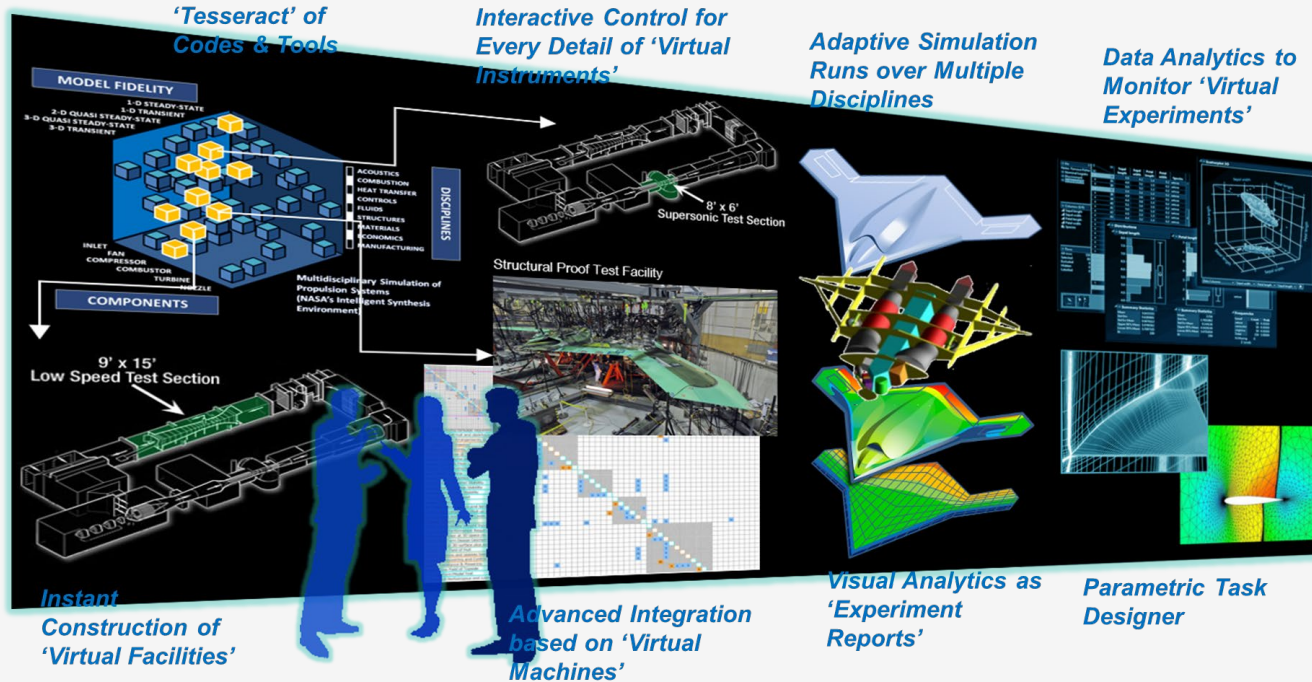 ‘Tesseract’ of
Codes & Tools
Interactive Control for
Every Detail of ‘Virtual
Instruments’
Adaptive Simulation
Runs over Multiple
Disciplines
Data Analytics to
Monitor ‘Virtual
Experiments’
MODEL FIDELITY
1-D STEADY-STATE
1-D TRANSIENT
2-D QUASI STEADY-STATE
3-D QUASI STEADY-STATE
3-D TRANSIENT
ACOUSTICS
COMBUSTION
HEAT TRANSFER
CONTROLS
FLUIDS
STRUCTURES
MATERIALS
ECONOMICS
MANUFACTURING
DISCIPLINES
INLET
FAN
COMPRESSOR
COMBUSTOR
TURBINE
NOZZLE
COMPONENTS
Multidisciplinary Simulation of
Propulsion Systems
(NASA's Intelligent Synthesis
Environment)
8' x 6'
Supersonic Test Section
Structural Proof Test Facility
9' x 15'
Low Speed Test Section
Instant
Construction of
‘Virtual Facilities’
Advanced Integration
based on ‘Virtual
Machines’
Visual Analytics as
‘Experiment
Reports’
Parametric Task
Designer